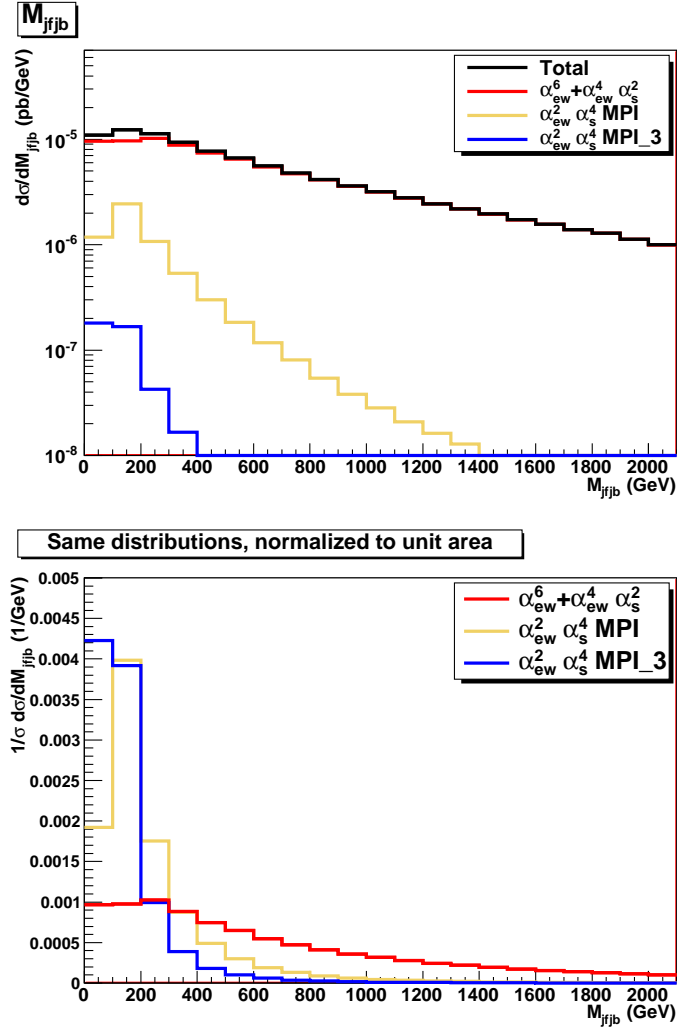 M_jfjb
dσ/dM_jfjb (pb/GeV)
Total
α_ew^6+α_ew^4 α_s^2
α_ew^2 α_s^4 MPI
α_ew^2 α_s^4 MPI_3
10^-5
10^-6
10^-7
10^-8
0 200 400 600 800 1000 1200 1400 1600 1800 2000
M_jfjb (GeV)
Same distributions, normalized to unit area
1/σ dσ/dM_jfjb (1/GeV)
α_ew^6+α_ew^4 α_s^2
α_ew^2 α_s^4 MPI
α_ew^2 α_s^4 MPI_3
0.005
0.0045
0.004
0.0035
0.003
0.0025
0.002
0.0015
0.001
0.0005
0
0 200 400 600 800 1000 1200 1400 1600 1800 2000
M_jfjb (GeV)